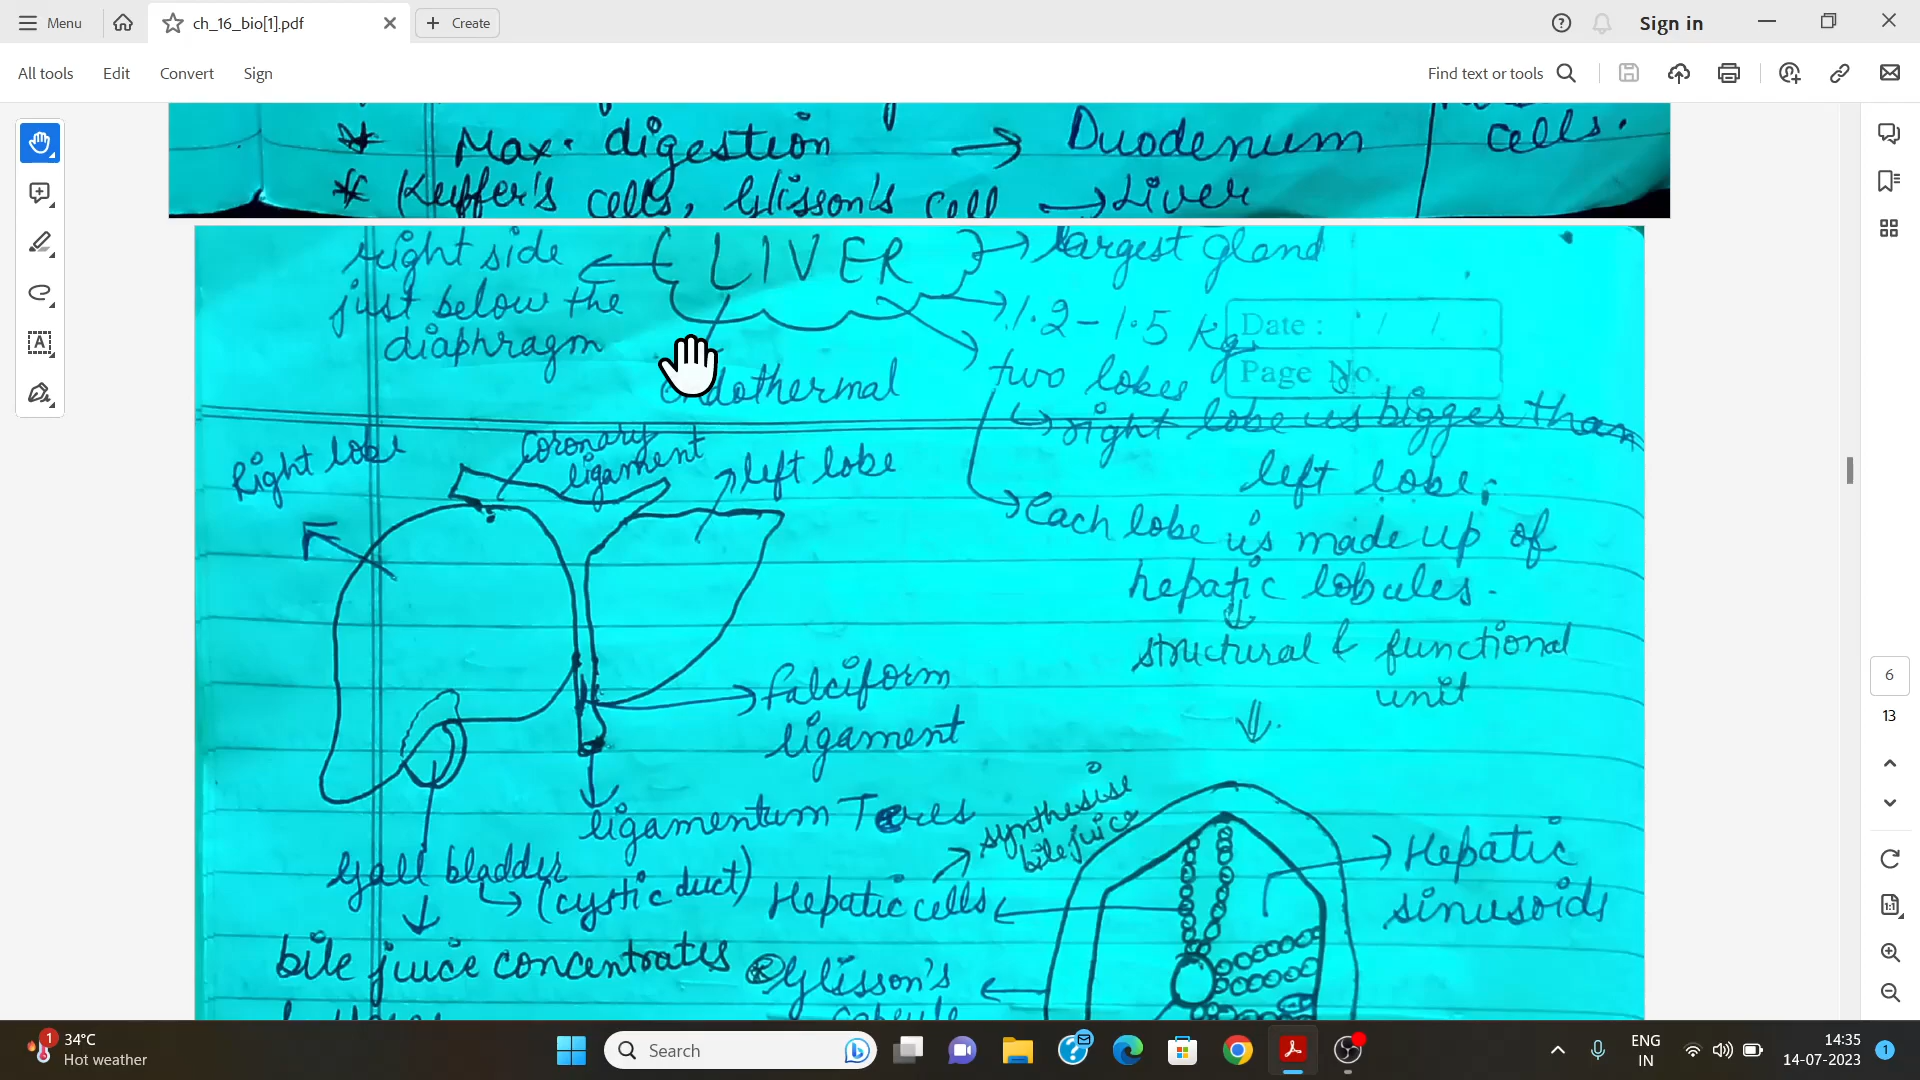 Menu
ch_16_bio[1].pdf
Create
Sign in
All tools
Edit
Convert
Sign
Find text or tools
* Max. digestion → Duodenum
cells.
* Kuffer's cells, Glisson's cell → Liver
right side
just below the
diaphragm
LIVER
→ largest gland
→ 1.2 - 1.5 kg
Date : / /
Page No.
two lobes
→ right lobe is bigger than
left lobe,
→ Each lobe is made up of
hepatic lobules.
structural & functional
unit
Right lobe
Coronary
ligament
left lobe
falciform
ligament
ligamentum Teres
Gall bladder
→ (cystic duct)
bile juice concentrates
synthesise
bile juice
Hepatic cells
Hepatic
sinusoids
Glisson's
capsule
6
13
1
34°C
Hot weather
Search
ENG
IN
14:35
14-07-2023
1